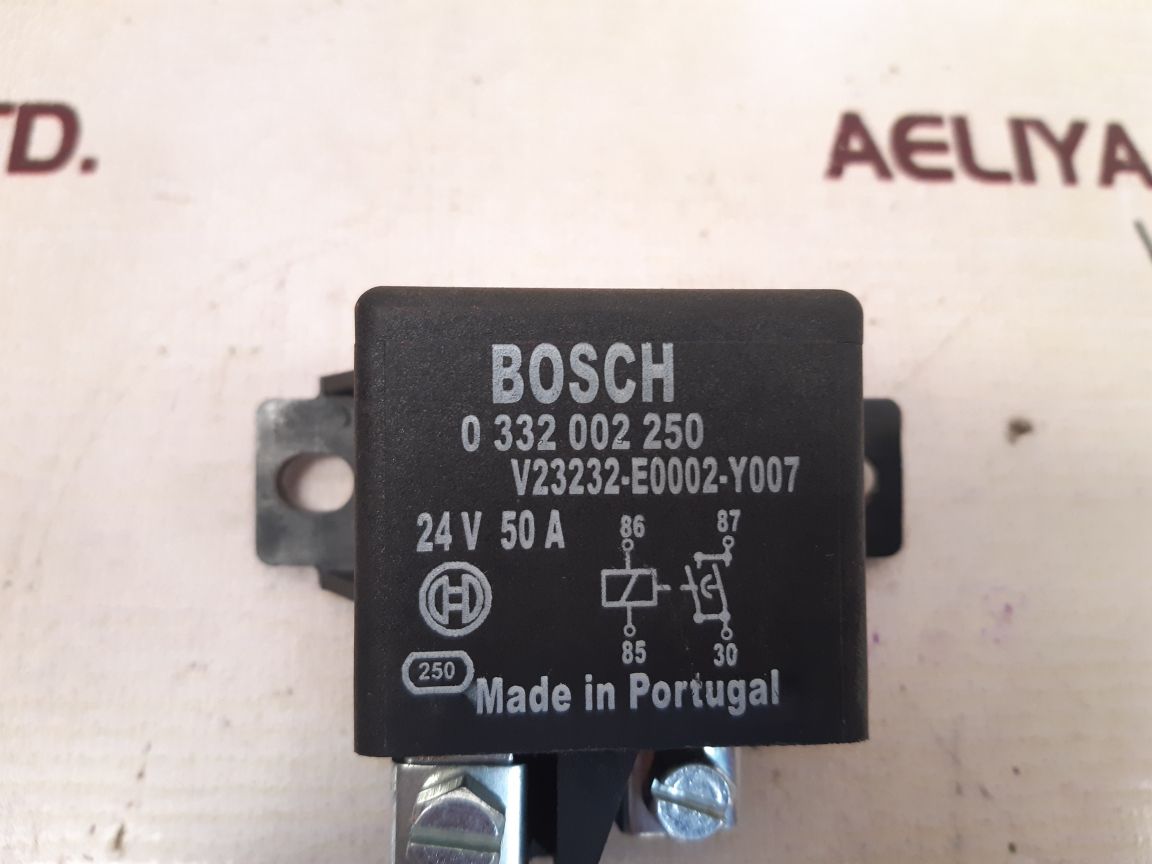 TD.
AELIYA
BOSCH
0 332 002 250
V23232-E0002-Y007
24 V 50 A
86
87
85
30
250
Made in Portugal